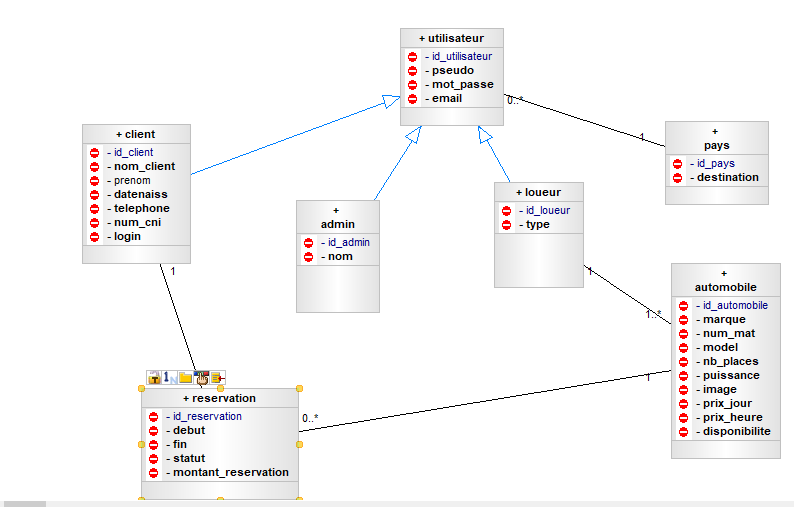 + utilisateur
- id_utilisateur
- pseudo
- mot_passe
- email
0..*
1
+
pays
- id_pays
- destination
+ client
- id_client
- nom_client
- prenom
- datenaiss
- telephone
- num_cni
- login
1
+
admin
- id_admin
- nom
+ loueur
- id_loueur
- type
1
1..*
+
automobile
- id_automobile
- marque
- num_mat
- model
- nb_places
- puissance
- image
- prix_jour
- prix_heure
- disponibilite
1
0..*
+ reservation
- id_reservation
- debut
- fin
- statut
- montant_reservation